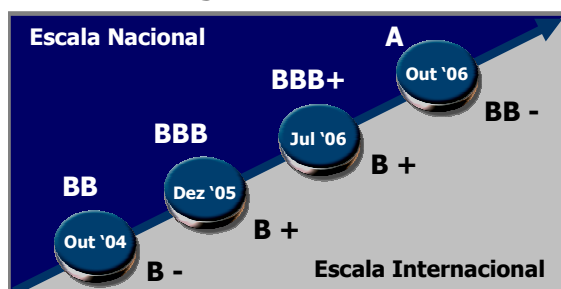 Escala Nacional
A
Out ‘06
BBB+
BB -
BBB
Jul ‘06
B +
BB
Dez ‘05
B +
Out ‘04
B -
Escala Internacional